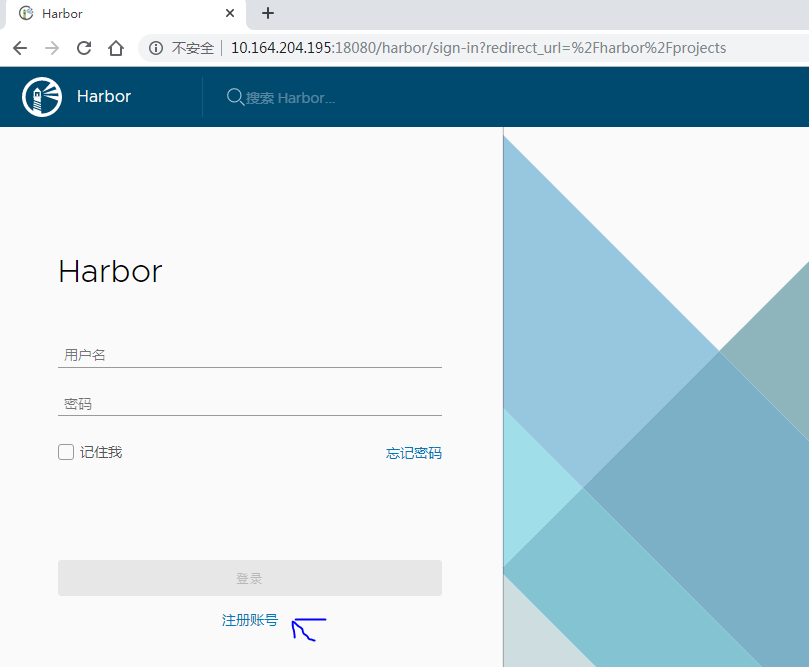 Harbor
不安全 10.164.204.195:18080/harbor/sign-in?redirect_url=%2Fharbor%2Fprojects
Harbor
搜索 Harbor...
Harbor
用户名
密码
记住我
忘记密码
登录
注册账号